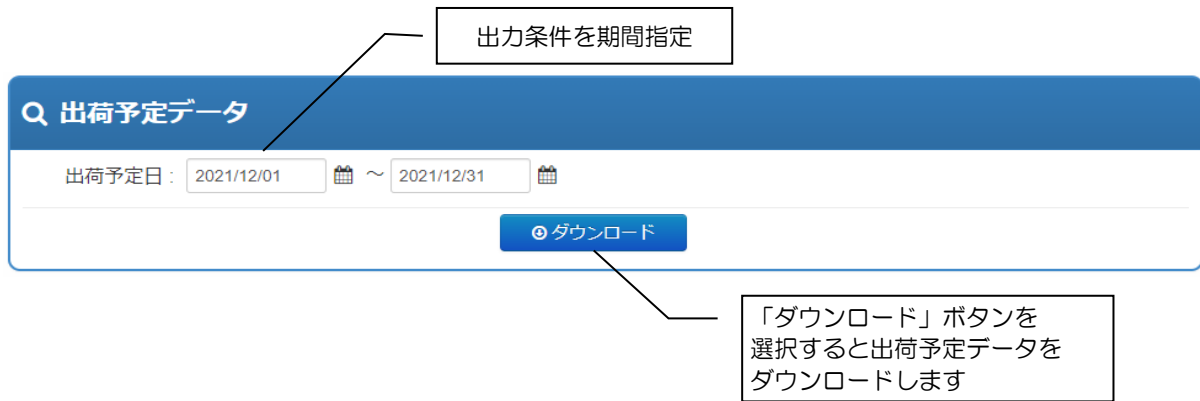 出力条件を期間指定
出荷予定データ
出荷予定日 : 2021/12/01 ～ 2021/12/31
ダウンロード
「ダウンロード」ボタンを
選択すると出荷予定データを
ダウンロードします